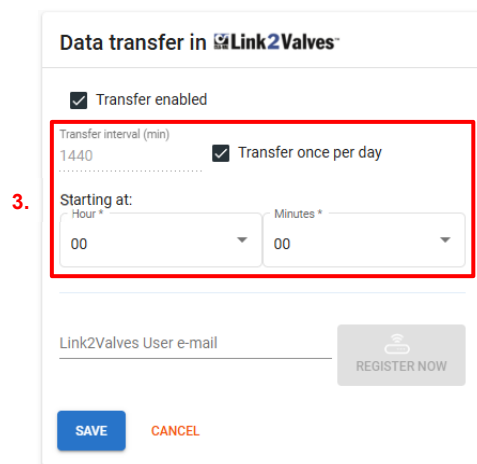 Data transfer in Link2Valves™
Transfer enabled
Transfer interval (min)
1440
Transfer once per day
3.
Starting at:
Hour *
Minutes *
00
00
Link2Valves User e-mail
REGISTER NOW
SAVE
CANCEL